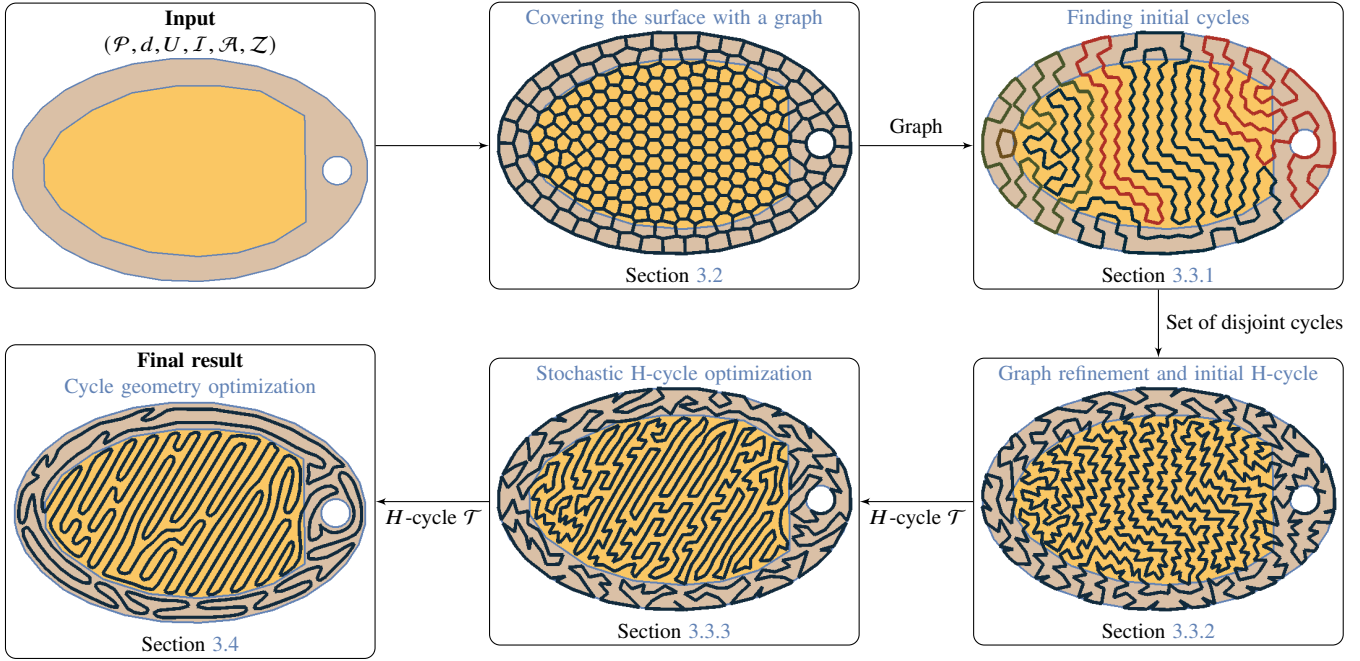 Input
(𝒫, d, U, ℐ, 𝒜, 𝒵)
Covering the surface with a graph
Section 3.2
Graph
Finding initial cycles
Section 3.3.1
Set of disjoint cycles
Graph refinement and initial H-cycle
Section 3.3.2
H-cycle 𝒯
Stochastic H-cycle optimization
Section 3.3.3
H-cycle 𝒯
Final result
Cycle geometry optimization
Section 3.4